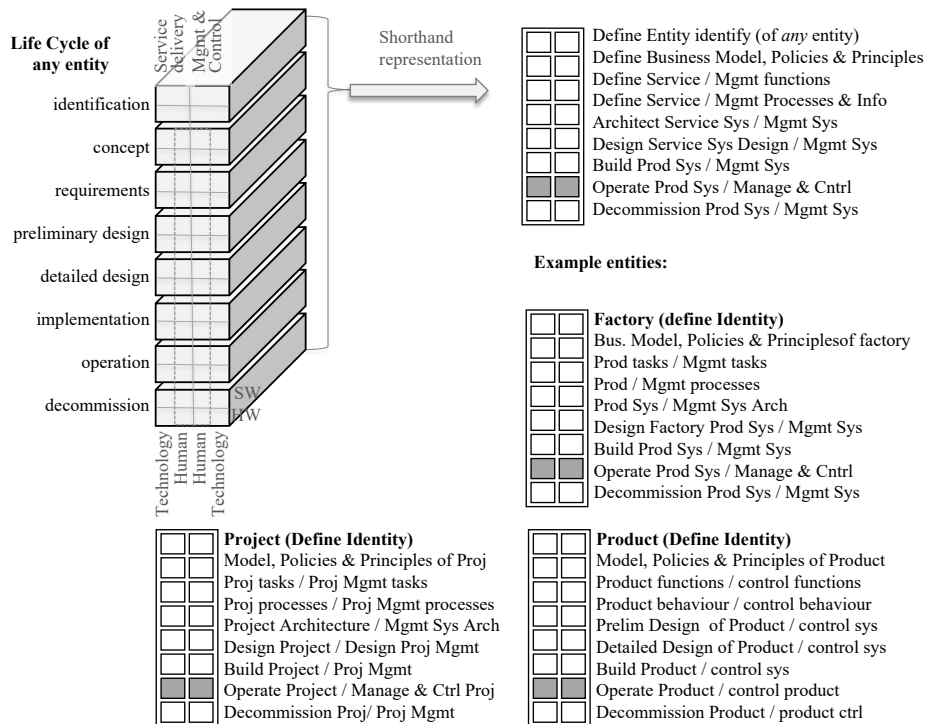 Life Cycle of
any entity
Service
delivery
Mgmt &
Control
identification
concept
requirements
preliminary design
detailed design
implementation
operation
decommission
SW
HW
Technology
Human
Human
Technology
Shorthand
representation
Define Entity identify (of any entity)
Define Business Model, Policies & Principles
Define Service / Mgmt functions
Define Service / Mgmt Processes & Info
Architect Service Sys / Mgmt Sys
Design Service Sys Design / Mgmt Sys
Build Prod Sys / Mgmt Sys
Operate Prod Sys / Manage & Cntrl
Decommission Prod Sys / Mgmt Sys
Example entities:
Factory (define Identity)
Bus. Model, Policies & Principlesof factory
Prod tasks / Mgmt tasks
Prod / Mgmt processes
Prod Sys / Mgmt Sys Arch
Design Factory Prod Sys / Mgmt Sys
Build Prod Sys / Mgmt Sys
Operate Prod Sys / Manage & Cntrl
Decommission Prod Sys / Mgmt Sys
Project (Define Identity)
Model, Policies & Principles of Proj
Proj tasks / Proj Mgmt tasks
Proj processes / Proj Mgmt processes
Project Architecture / Mgmt Sys Arch
Design Project / Design Proj Mgmt
Build Project / Proj Mgmt
Operate Project / Manage & Ctrl Proj
Decommission Proj/ Proj Mgmt
Product (Define Identity)
Model, Policies & Principles of Product
Product functions / control functions
Product behaviour / control behaviour
Prelim Design of Product / control sys
Detailed Design of Product / control sys
Build Product / control sys
Operate Product / control product
Decommission Product / product ctrl